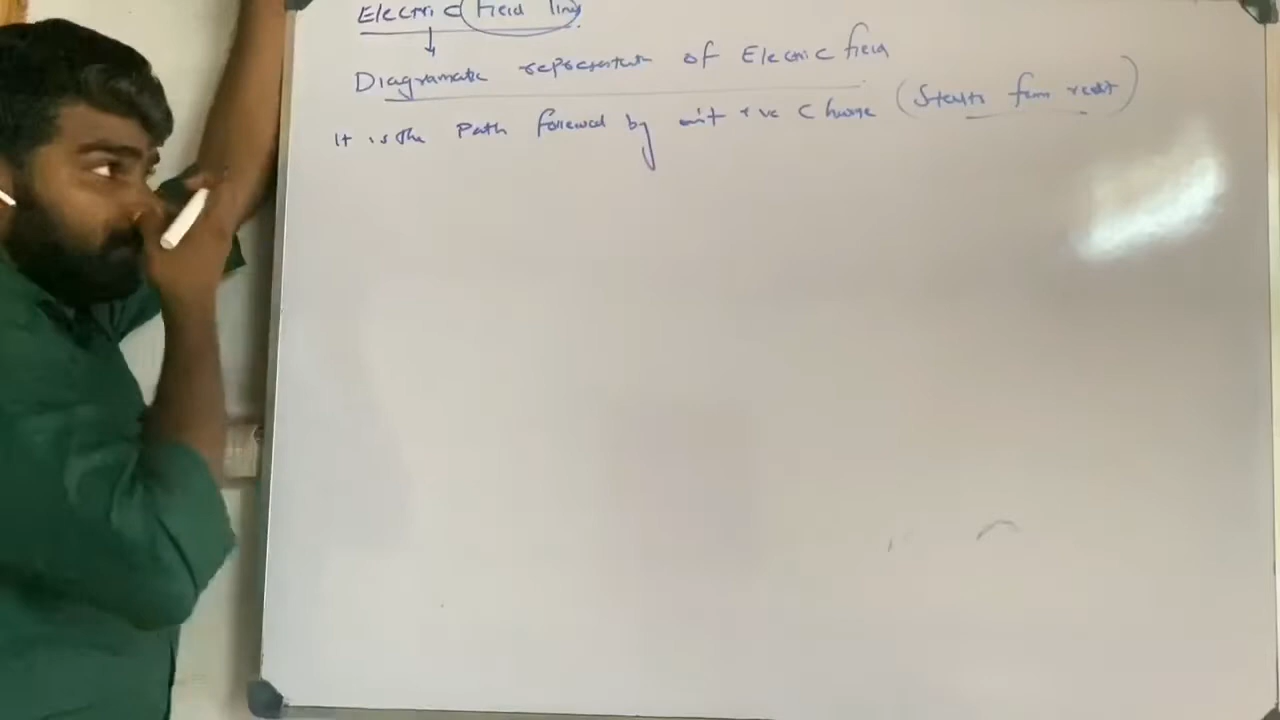 Electric field line
Diagramatic representation of Electric field
It is the path followed by unit +ve charge (starts from rest)